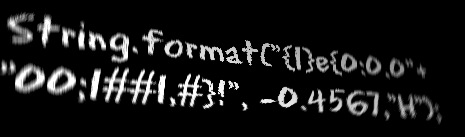 String.format("{1}e{0:0.0"+
"00;1##1,#}!", -0.4567,"H");